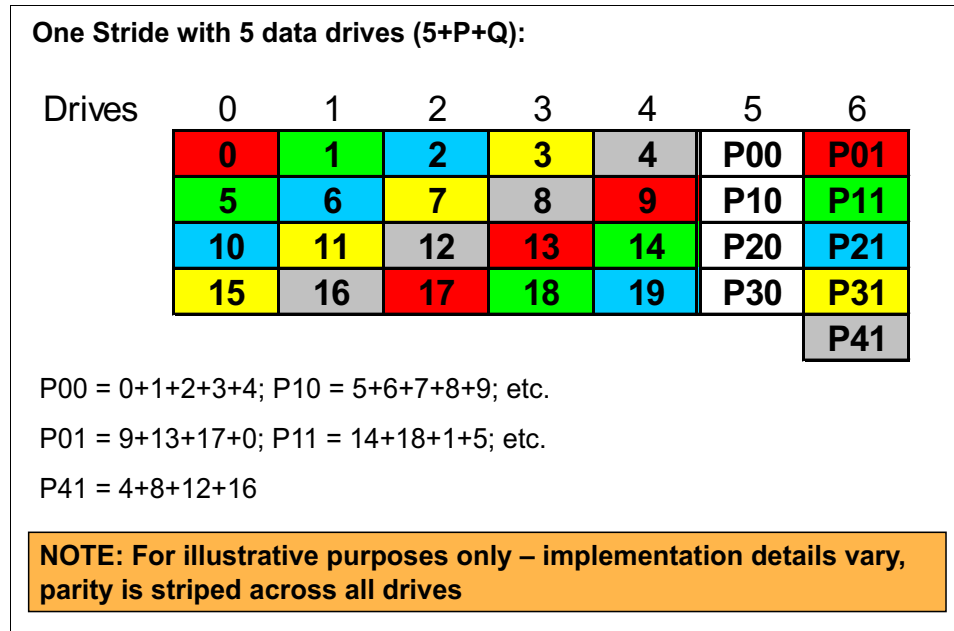 One Stride with 5 data drives (5+P+Q):
Drives 0 1 2 3 4 5 6
0 1 2 3 4 P00 P01
5 6 7 8 9 P10 P11
10 11 12 13 14 P20 P21
15 16 17 18 19 P30 P31
P41
P00 = 0+1+2+3+4; P10 = 5+6+7+8+9; etc.
P01 = 9+13+17+0; P11 = 14+18+1+5; etc.
P41 = 4+8+12+16
NOTE: For illustrative purposes only – implementation details vary,
parity is striped across all drives